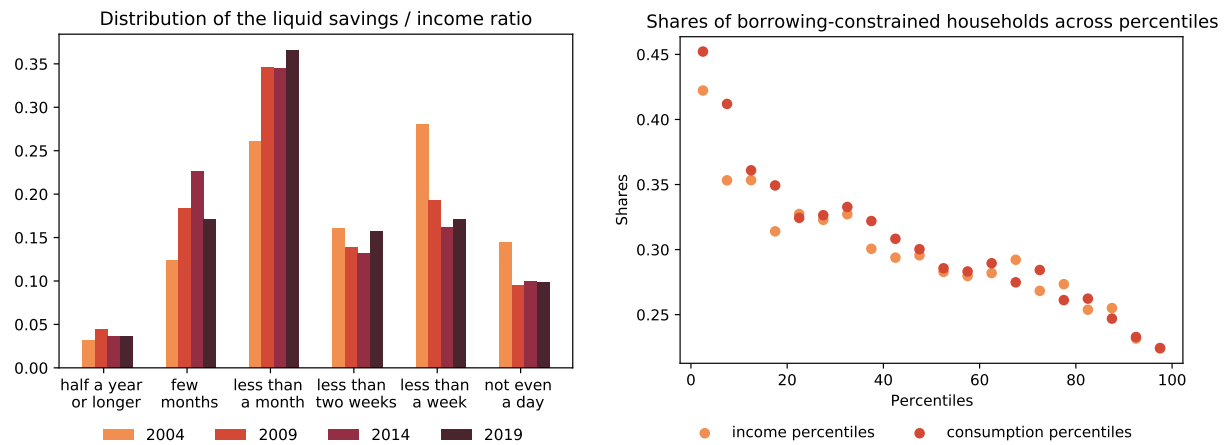 Distribution of the liquid savings / income ratio
0.35
0.30
0.25
0.20
0.15
0.10
0.05
0.00
half a year
or longer
few
months
less than
a month
less than
two weeks
less than
a week
not even
a day
2004
2009
2014
2019
Shares of borrowing-constrained households across percentiles
Shares
0.45
0.40
0.35
0.30
0.25
0
20
40
60
80
100
Percentiles
income percentiles
consumption percentiles